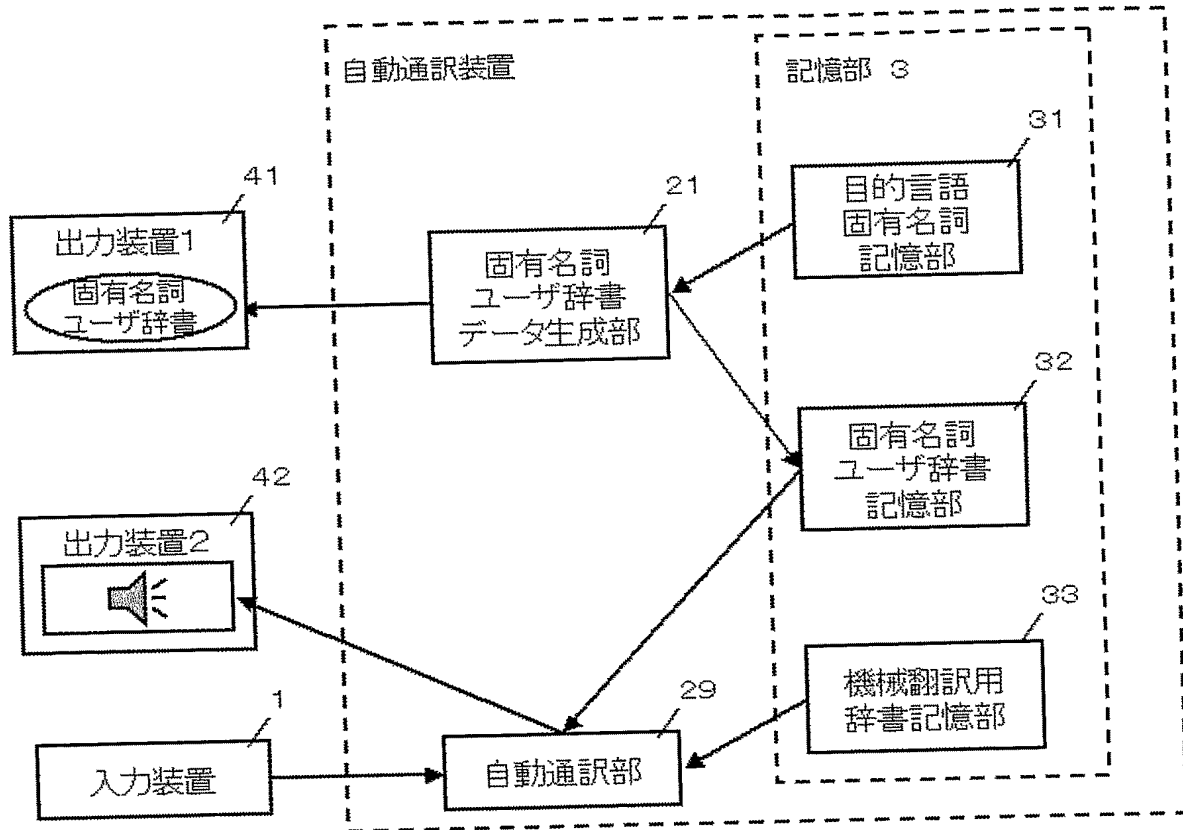 自動通訳装置
記憶部 3
41
出力装置1
固有名詞
ユーザ辞書
21
固有名詞
ユーザ辞書
データ生成部
31
目的言語
固有名詞
記憶部
32
固有名詞
ユーザ辞書
記憶部
42
出力装置2
33
機械翻訳用
辞書記憶部
1
入力装置
29
自動通訳部